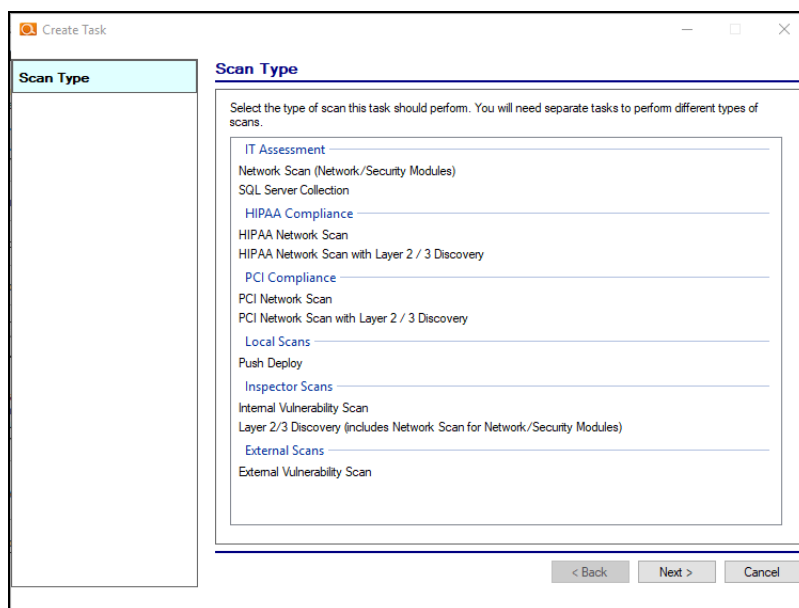 Create Task
Scan Type
Scan Type
Select the type of scan this task should perform. You will need separate tasks to perform different types of
scans.
IT Assessment
Network Scan (Network/Security Modules)
SQL Server Collection
HIPAA Compliance
HIPAA Network Scan
HIPAA Network Scan with Layer 2 / 3 Discovery
PCI Compliance
PCI Network Scan
PCI Network Scan with Layer 2 / 3 Discovery
Local Scans
Push Deploy
Inspector Scans
Internal Vulnerability Scan
Layer 2/3 Discovery (includes Network Scan for Network/Security Modules)
External Scans
External Vulnerability Scan
< Back Next > Cancel